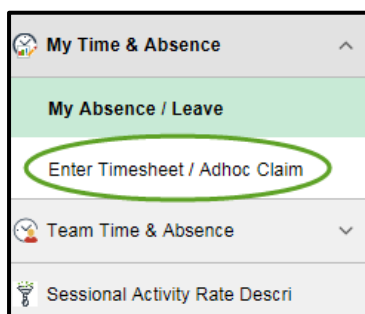 My Time & Absence
My Absence / Leave
Enter Timesheet / Adhoc Claim
Team Time & Absence
Sessional Activity Rate Descri